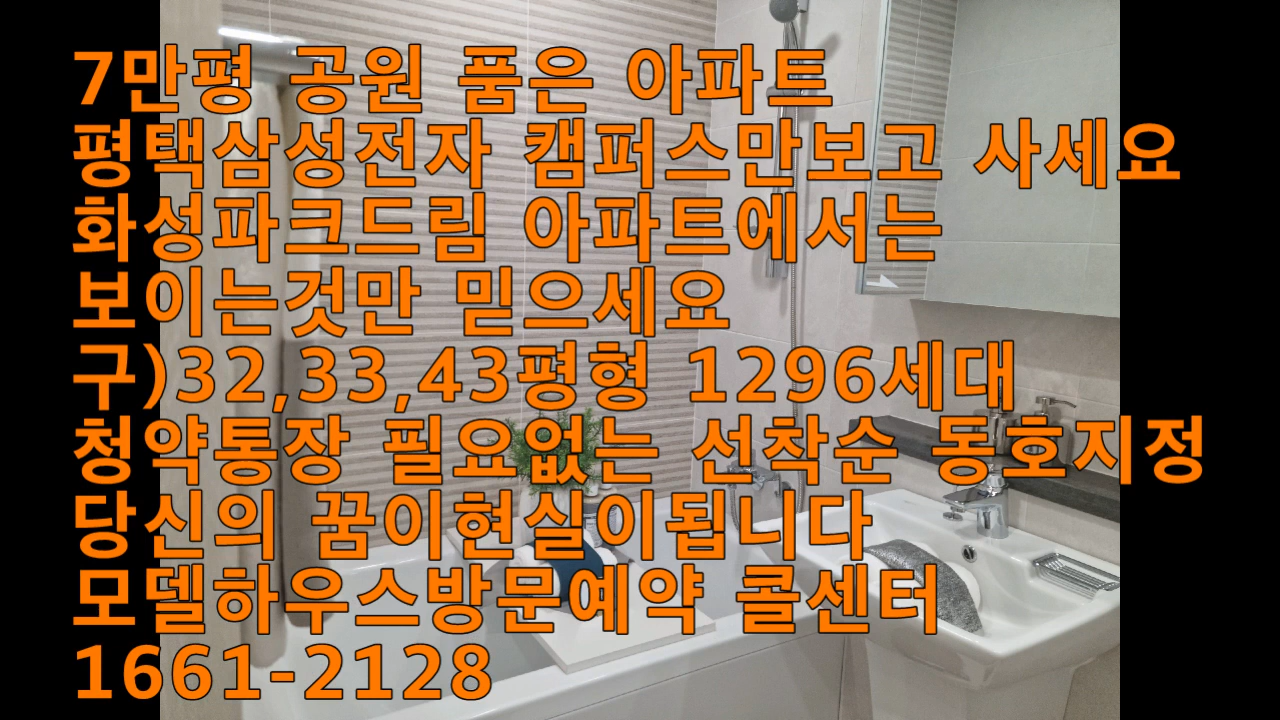 7만평 공원 품은 아파트
평택삼성전자 캠퍼스만보고 사세요
화성파크드림 아파트에서는
보이는것만 믿으세요
구)32,33,43평형 1296세대
청약통장 필요없는 선착순 동호지정
당신의 꿈이현실이됩니다
모델하우스방문예약 콜센터
1661-2128